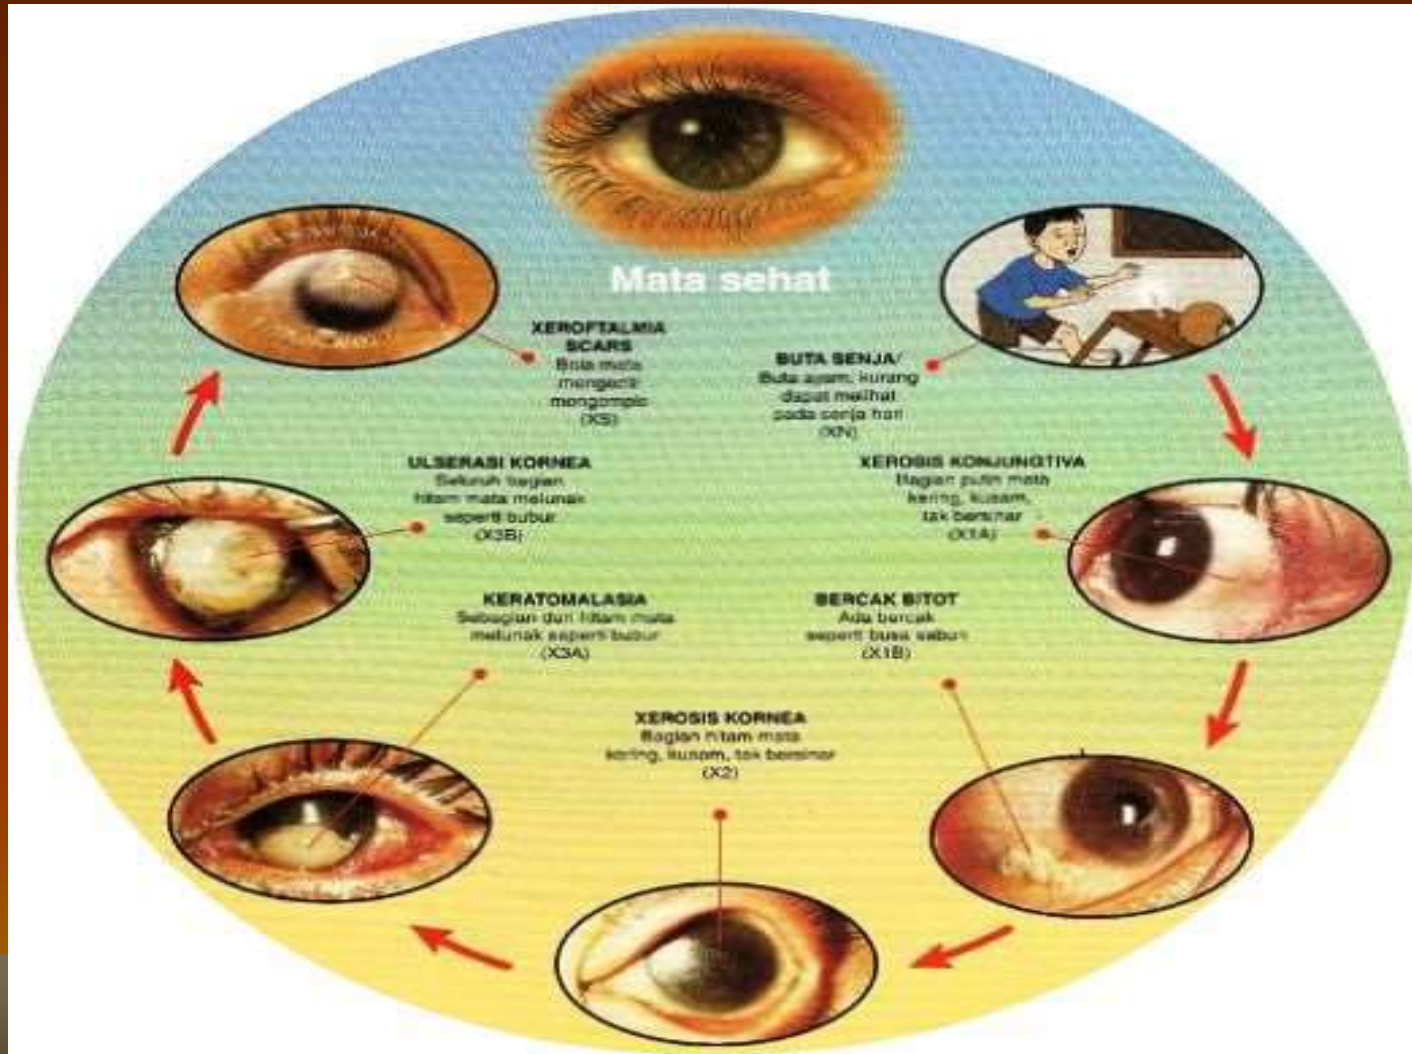 Mata sehat
BUTA SENJA/
Buta ayam, kurang
dapat melihat
pada senja hari
(XN)
XEROSIS KONJUNGTIVA
Bagian putih mata
kering, kusam,
tak bersinar
(X1A)
BERCAK BITOT
Ada bercak
seperti busa sabun
(X1B)
XEROSIS KORNEA
Bagian hitam mata
kering, kusam, tak bersinar
(X2)
KERATOMALASIA
Sebagian dari hitam mata
melunak seperti bubur
(X3A)
ULSERASI KORNEA
Seluruh bagian
hitam mata melunak
seperti bubur
(X3B)
XEROFTALMIA
SCARS
Bola mata
mengecil
mengempis
(XS)